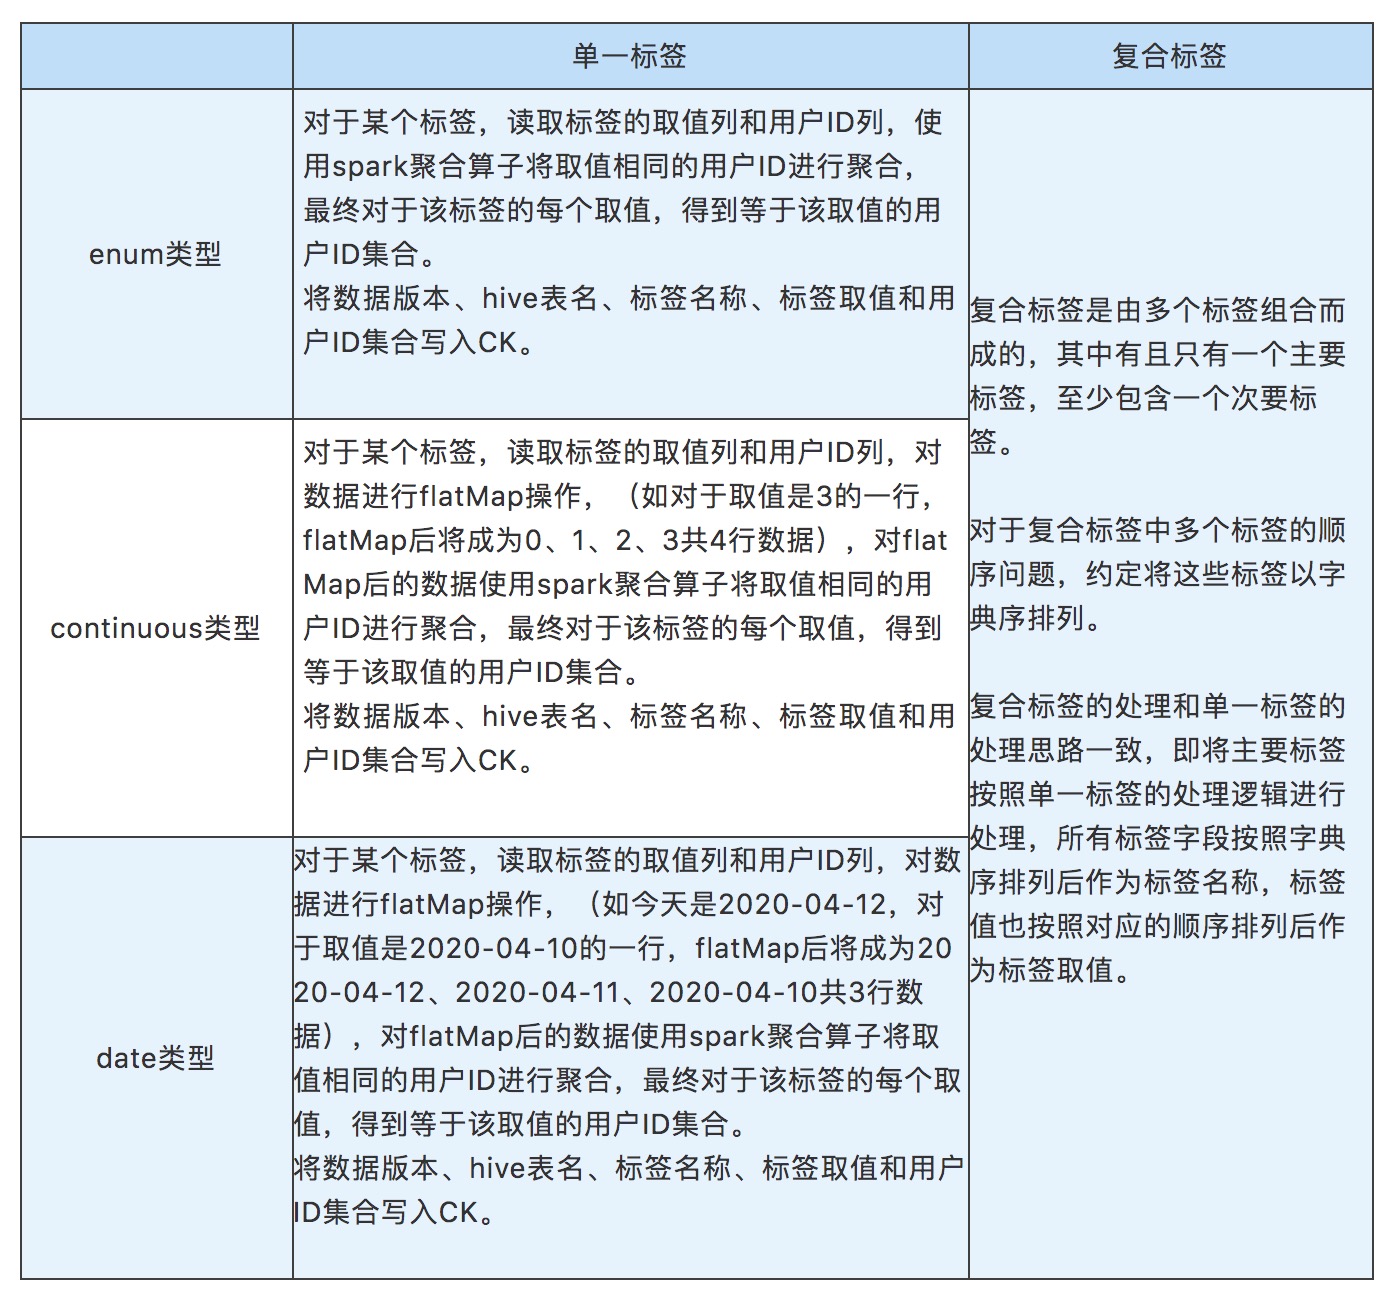 单一标签
复合标签
enum类型
对于某个标签，读取标签的取值列和用户ID列，使
用spark聚合算子将取值相同的用户ID进行聚合，
最终对于该标签的每个取值，得到等于该取值的用
户ID集合。
将数据版本、hive表名、标签名称、标签取值和用
户ID集合写入CK。
continuous类型
对于某个标签，读取标签的取值列和用户ID列，对
数据进行flatMap操作，（如对于取值是3的一行，
flatMap后将成为0、1、2、3共4行数据），对flat
Map后的数据使用spark聚合算子将取值相同的用
户ID进行聚合，最终对于该标签的每个取值，得到
等于该取值的用户ID集合。
将数据版本、hive表名、标签名称、标签取值和用
户ID集合写入CK。
date类型
对于某个标签，读取标签的取值列和用户ID列，对数
据进行flatMap操作，（如今天是2020-04-12，对
于取值是2020-04-10的一行，flatMap后将成为20
20-04-12、2020-04-11、2020-04-10共3行数
据），对flatMap后的数据使用spark聚合算子将取
值相同的用户ID进行聚合，最终对于该标签的每个取
值，得到等于该取值的用户ID集合。
将数据版本、hive表名、标签名称、标签取值和用户
ID集合写入CK。
复合标签是由多个标签组合而
成的，其中有且只有一个主要
标签，至少包含一个次要标
签。
对于复合标签中多个标签的顺
序问题，约定将这些标签以字
典序排列。
复合标签的处理和单一标签的
处理思路一致，即将主要标签
按照单一标签的处理逻辑进行
处理，所有标签字段按照字典
序排列后作为标签名称，标签
值也按照对应的顺序排列后作
为标签取值。